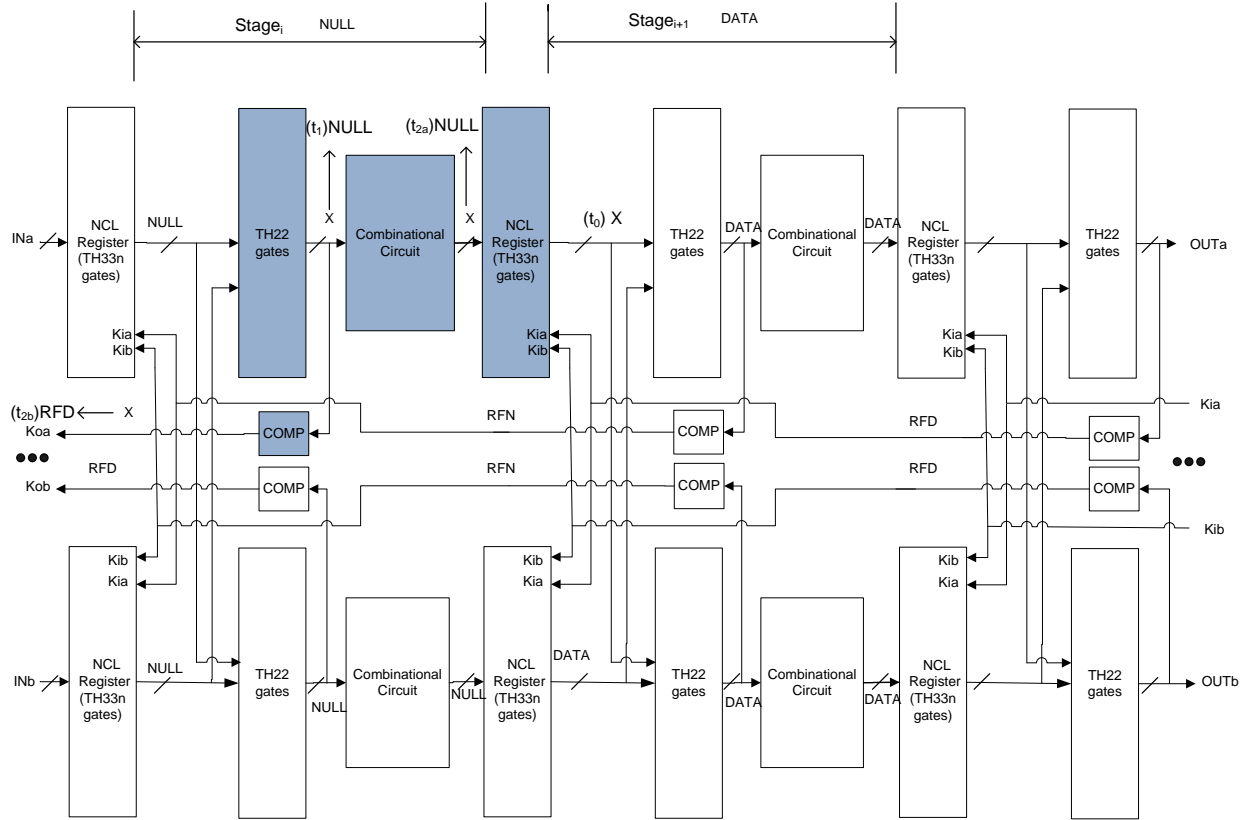 Stageᵢ NULL
Stageᵢ₊₁ DATA
(t₁)NULL
(t₂ₐ)NULL
INa
NCL
Register
(TH33n
gates)
Kia
Kib
NULL
TH22
gates
X
Combinational
Circuit
X
NCL
Register
(TH33n
gates)
Kia
Kib
(t₀) X
TH22
gates
DATA
Combinational
Circuit
DATA
NCL
Register
(TH33n
gates)
Kia
Kib
TH22
gates
OUTa
(t₂b)RFD X
Koa
COMP
RFN
COMP
RFD
COMP
Kia
Kob
RFD
COMP
RFN
COMP
RFD
COMP
Kib
Kib
Kia
INb
NCL
Register
(TH33n
gates)
NULL
TH22
gates
NULL
Combinational
Circuit
NULL
Kib
Kia
NCL
Register
(TH33n
gates)
DATA
TH22
gates
DATA
Combinational
Circuit
DATA
Kib
Kia
NCL
Register
(TH33n
gates)
TH22
gates
OUTb